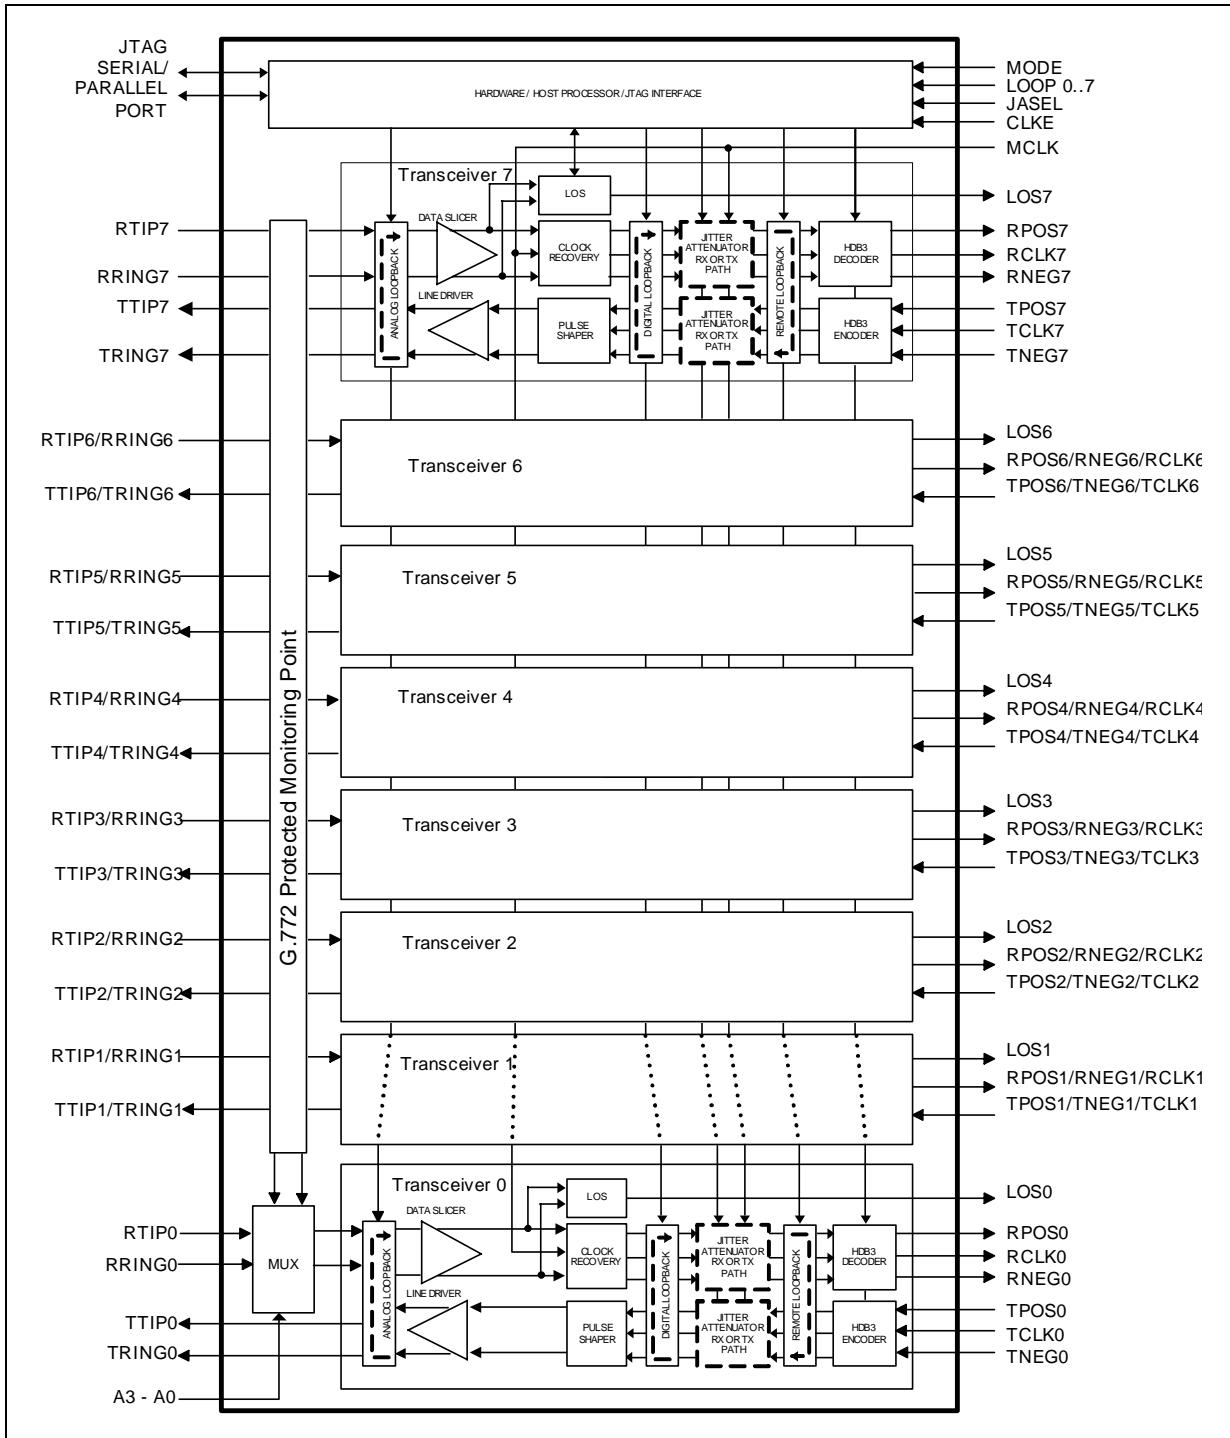 JTAG
SERIAL/
PARALLEL
PORT
HARDWARE / HOST PROCESSOR / JTAG INTERFACE
MODE
LOOP 0..7
JASEL
CLKE
MCLK
Transceiver 7
LOS
LOS7
RTIP7
RRING7
TTIP7
TRING7
ANALOG LOOPBACK
DATA SLICER
LINE DRIVER
CLOCK
RECOVERY
PULSE
SHAPER
DIGITAL LOOPBACK
JITTER
ATTENUATOR
RX OR TX
PATH
JITTER
ATTENUATOR
RX OR TX
PATH
REMOTE LOOPBACK
HDB3
DECODER
HDB3
ENCODER
RPOS7
RCLK7
RNEG7
TPOS7
TCLK7
TNEG7
G.772 Protected Monitoring Point
RTIP6/RRING6
TTIP6/TRING6
Transceiver 6
LOS6
RPOS6/RNEG6/RCLK6
TPOS6/TNEG6/TCLK6
RTIP5/RRING5
TTIP5/TRING5
Transceiver 5
LOS5
RPOS5/RNEG5/RCLK5
TPOS5/TNEG5/TCLK5
RTIP4/RRING4
TTIP4/TRING4
Transceiver 4
LOS4
RPOS4/RNEG4/RCLK4
TPOS4/TNEG4/TCLK4
RTIP3/RRING3
TTIP3/TRING3
Transceiver 3
LOS3
RPOS3/RNEG3/RCLK3
TPOS3/TNEG3/TCLK3
RTIP2/RRING2
TTIP2/TRING2
Transceiver 2
LOS2
RPOS2/RNEG2/RCLK2
TPOS2/TNEG2/TCLK2
RTIP1/RRING1
TTIP1/TRING1
Transceiver 1
LOS1
RPOS1/RNEG1/RCLK1
TPOS1/TNEG1/TCLK1
Transceiver 0
LOS
LOS0
RTIP0
RRING0
TTIP0
TRING0
A3 - A0
MUX
ANALOG LOOPBACK
DATA SLICER
LINE DRIVER
CLOCK
RECOVERY
PULSE
SHAPER
DIGITAL LOOPBACK
JITTER
ATTENUATOR
RX OR TX
PATH
JITTER
ATTENUATOR
RX OR TX
PATH
REMOTE LOOPBACK
HDB3
DECODER
HDB3
ENCODER
RPOS0
RCLK0
RNEG0
TPOS0
TCLK0
TNEG0